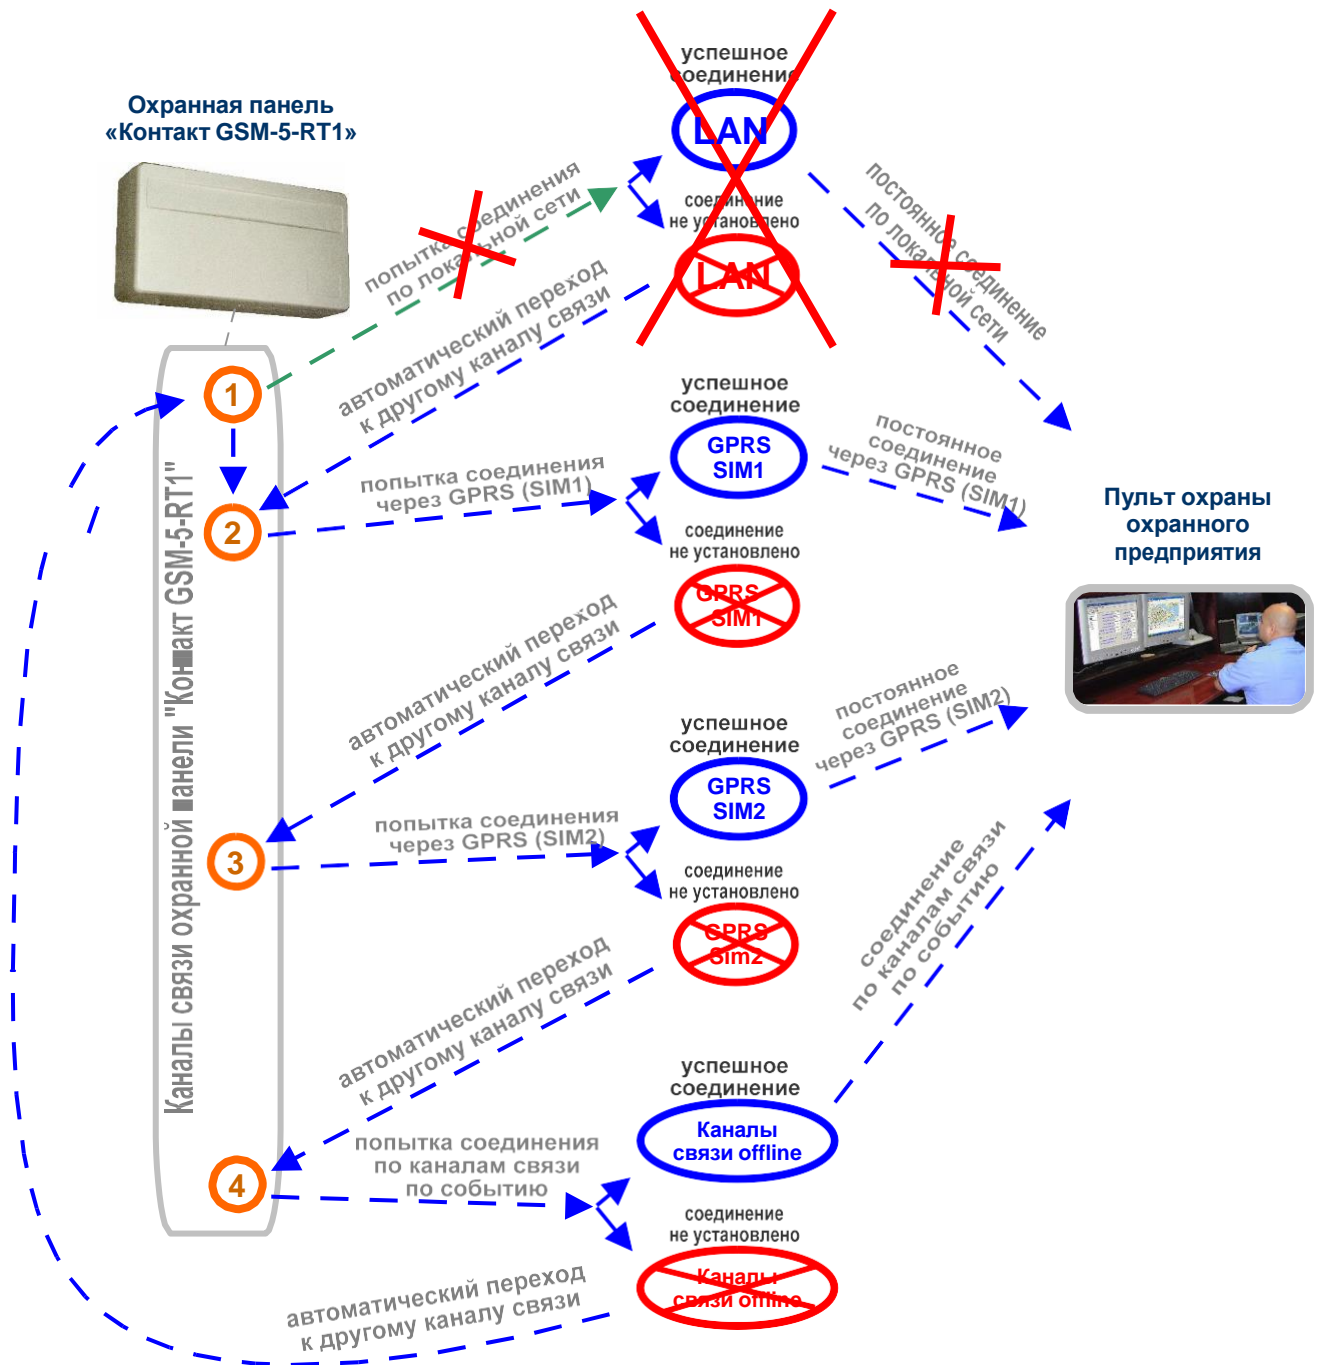 успешное
соединение
LAN
Охранная панель
«Контакт GSM-5-RT1»
попытка соединения
по локальной сети
соединение
не установлено
LAN
постоянное соединение
по локальной сети
автоматический переход
к другому каналу связи
1
успешное
соединение
GPRS
SIM1
попытка соединения
через GPRS (SIM1)
постоянное
соединение
через GPRS (SIM1)
2
соединение
не установлено
GPRS
SIM1
Пульт охраны
охранного
предприятия
автоматический переход
к другому каналу связи
Каналы связи охранной панели "Контакт GSM-5-RT1"
успешное
соединение
GPRS
SIM2
постоянное
соединение
через GPRS (SIM2)
попытка соединения
через GPRS (SIM2)
3
соединение
не установлено
GPRS
Sim2
соединение
по каналам связи
по событию
автоматический переход
к другому каналу связи
успешное
соединение
Каналы
связи offline
попытка соединения
по каналам связи
по событию
4
соединение
не установлено
Каналы
связи offline
автоматический переход
к другому каналу связи